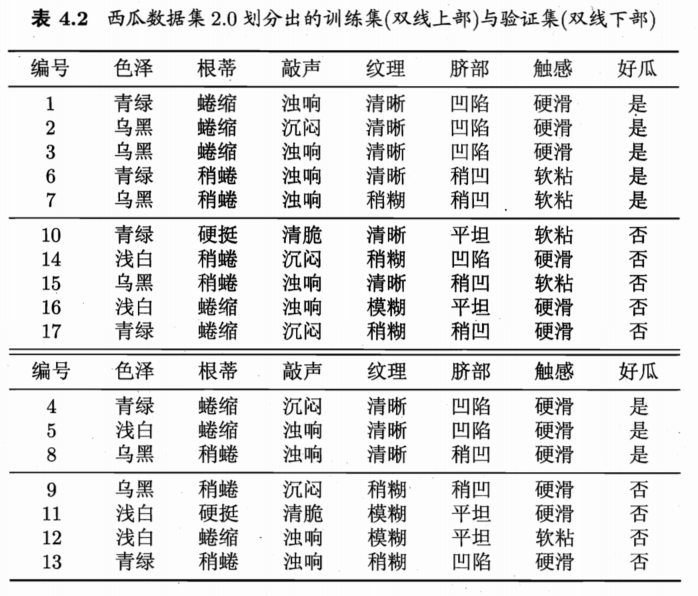 表 4.2 西瓜数据集 2.0 划分出的训练集(双线上部)与验证集(双线下部)
编号 色泽 根蒂 敲声 纹理 脐部 触感 好瓜
1 青绿 蜷缩 浊响 清晰 凹陷 硬滑 是
2 乌黑 蜷缩 沉闷 清晰 凹陷 硬滑 是
3 乌黑 蜷缩 浊响 清晰 凹陷 硬滑 是
6 青绿 稍蜷 浊响 清晰 稍凹 软粘 是
7 乌黑 稍蜷 浊响 稍糊 稍凹 软粘 是
10 青绿 硬挺 清脆 清晰 平坦 软粘 否
14 浅白 稍蜷 沉闷 稍糊 凹陷 硬滑 否
15 乌黑 稍蜷 浊响 清晰 稍凹 软粘 否
16 浅白 蜷缩 浊响 模糊 平坦 硬滑 否
17 青绿 蜷缩 沉闷 稍糊 稍凹 硬滑 否
编号 色泽 根蒂 敲声 纹理 脐部 触感 好瓜
4 青绿 蜷缩 沉闷 清晰 凹陷 硬滑 是
5 浅白 蜷缩 浊响 清晰 凹陷 硬滑 是
8 乌黑 稍蜷 浊响 清晰 稍凹 硬滑 是
9 乌黑 稍蜷 沉闷 稍糊 稍凹 硬滑 否
11 浅白 硬挺 清脆 模糊 平坦 硬滑 否
12 浅白 蜷缩 浊响 模糊 平坦 软粘 否
13 青绿 稍蜷 浊响 稍糊 凹陷 硬滑 否